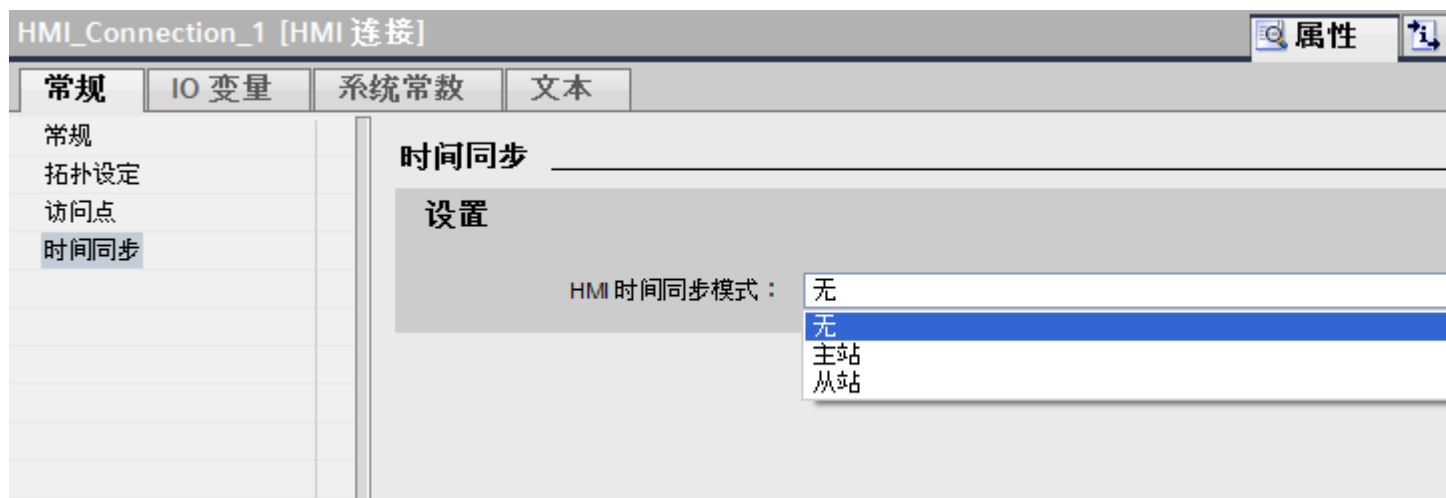 HMI_Connection_1 [HMI 连接]
属性
常规
IO 变量
系统常数
文本
常规
拓扑设定
访问点
时间同步
时间同步
设置
HMI 时间同步模式：
无
无
主站
从站